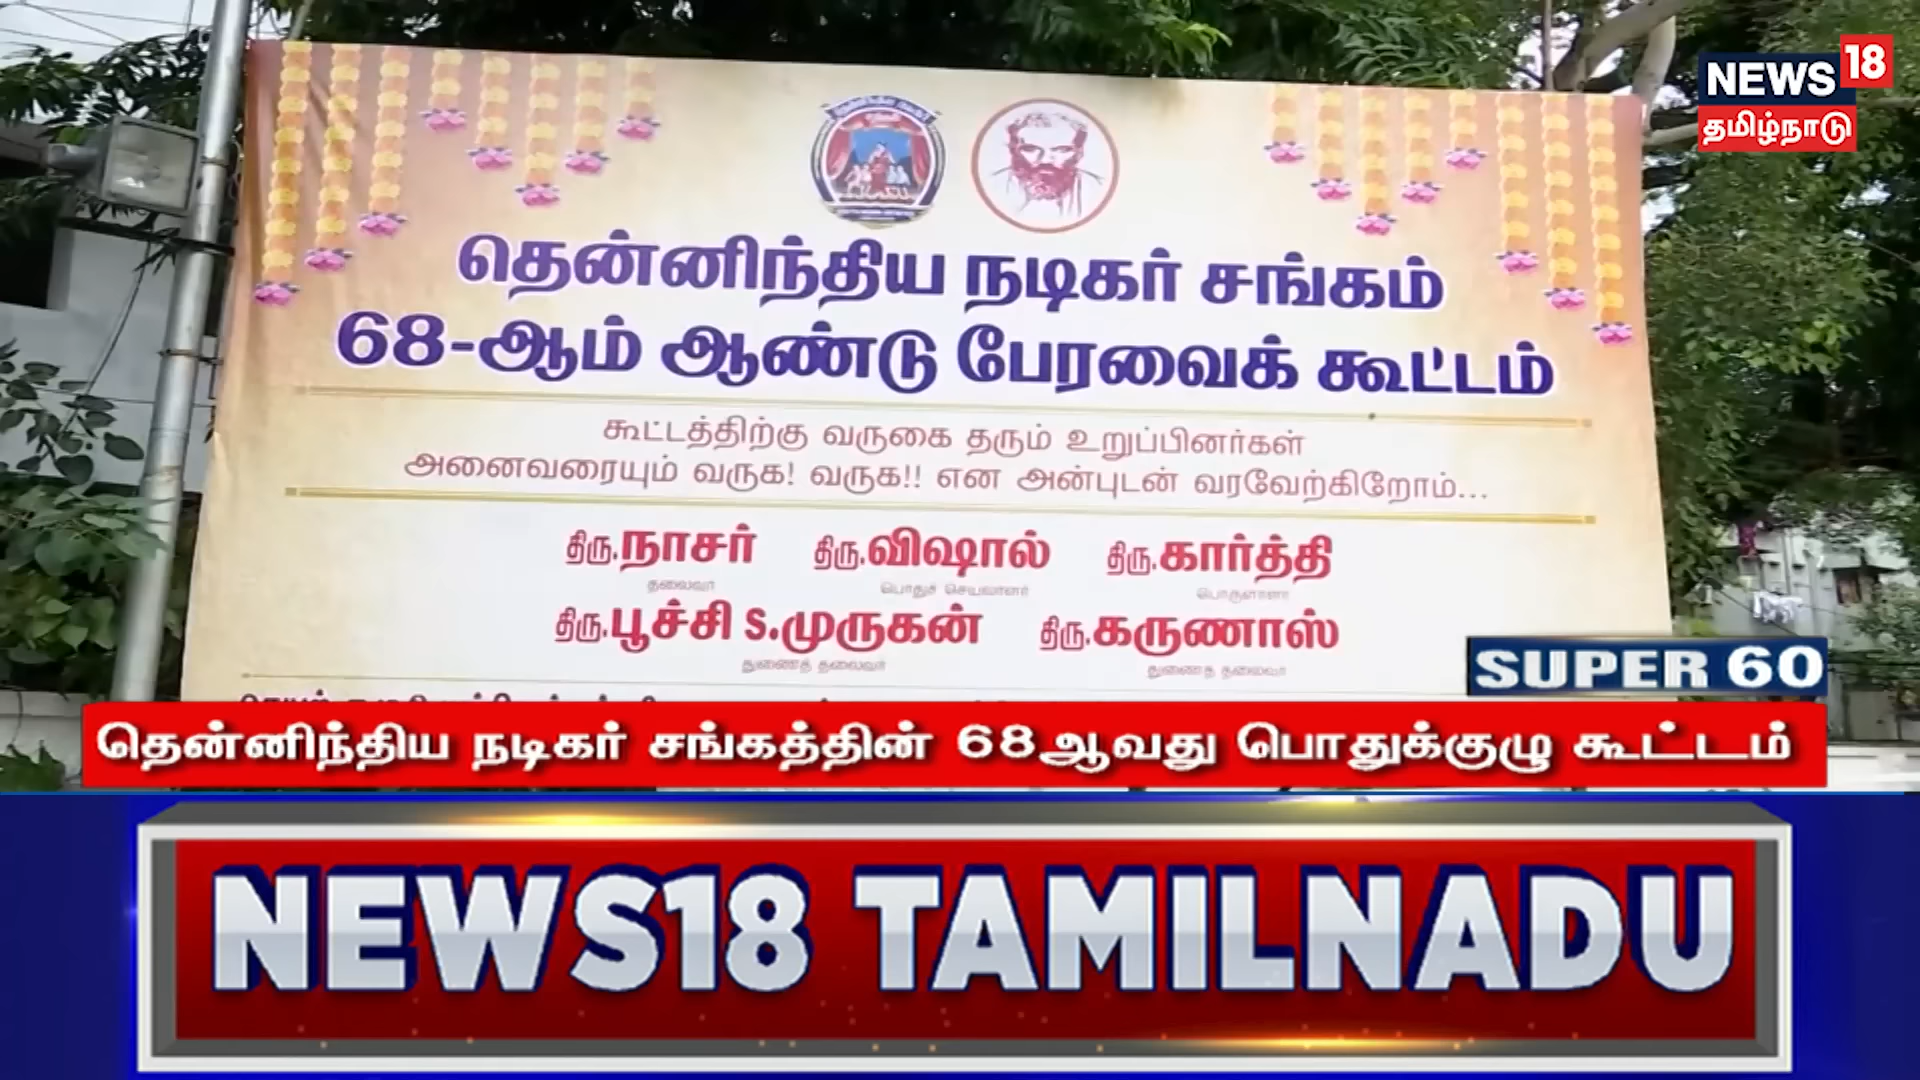 NEWS 18
தமிழ்நாடு
தென்னிந்திய நடிகர் சங்கம்
68-ஆம் ஆண்டு பேரவைக் கூட்டம்
கூட்டத்திற்கு வருகை தரும் உறுப்பினர்கள்
அனைவரையும் வருக! வருக!! என அன்புடன் வரவேற்கிறோம்...
திரு.நாசர் திரு.விஷால் திரு.கார்த்தி
தலைவர் பொதுச் செயலாளர் பொருளாளர்
திரு.பூச்சி S.முருகன் திரு.கருணாஸ்
துணைத் தலைவர் துணைத் தலைவர்
SUPER 60
தென்னிந்திய நடிகர் சங்கத்தின் 68ஆவது பொதுக்குழு கூட்டம்
NEWS18 TAMILNADU